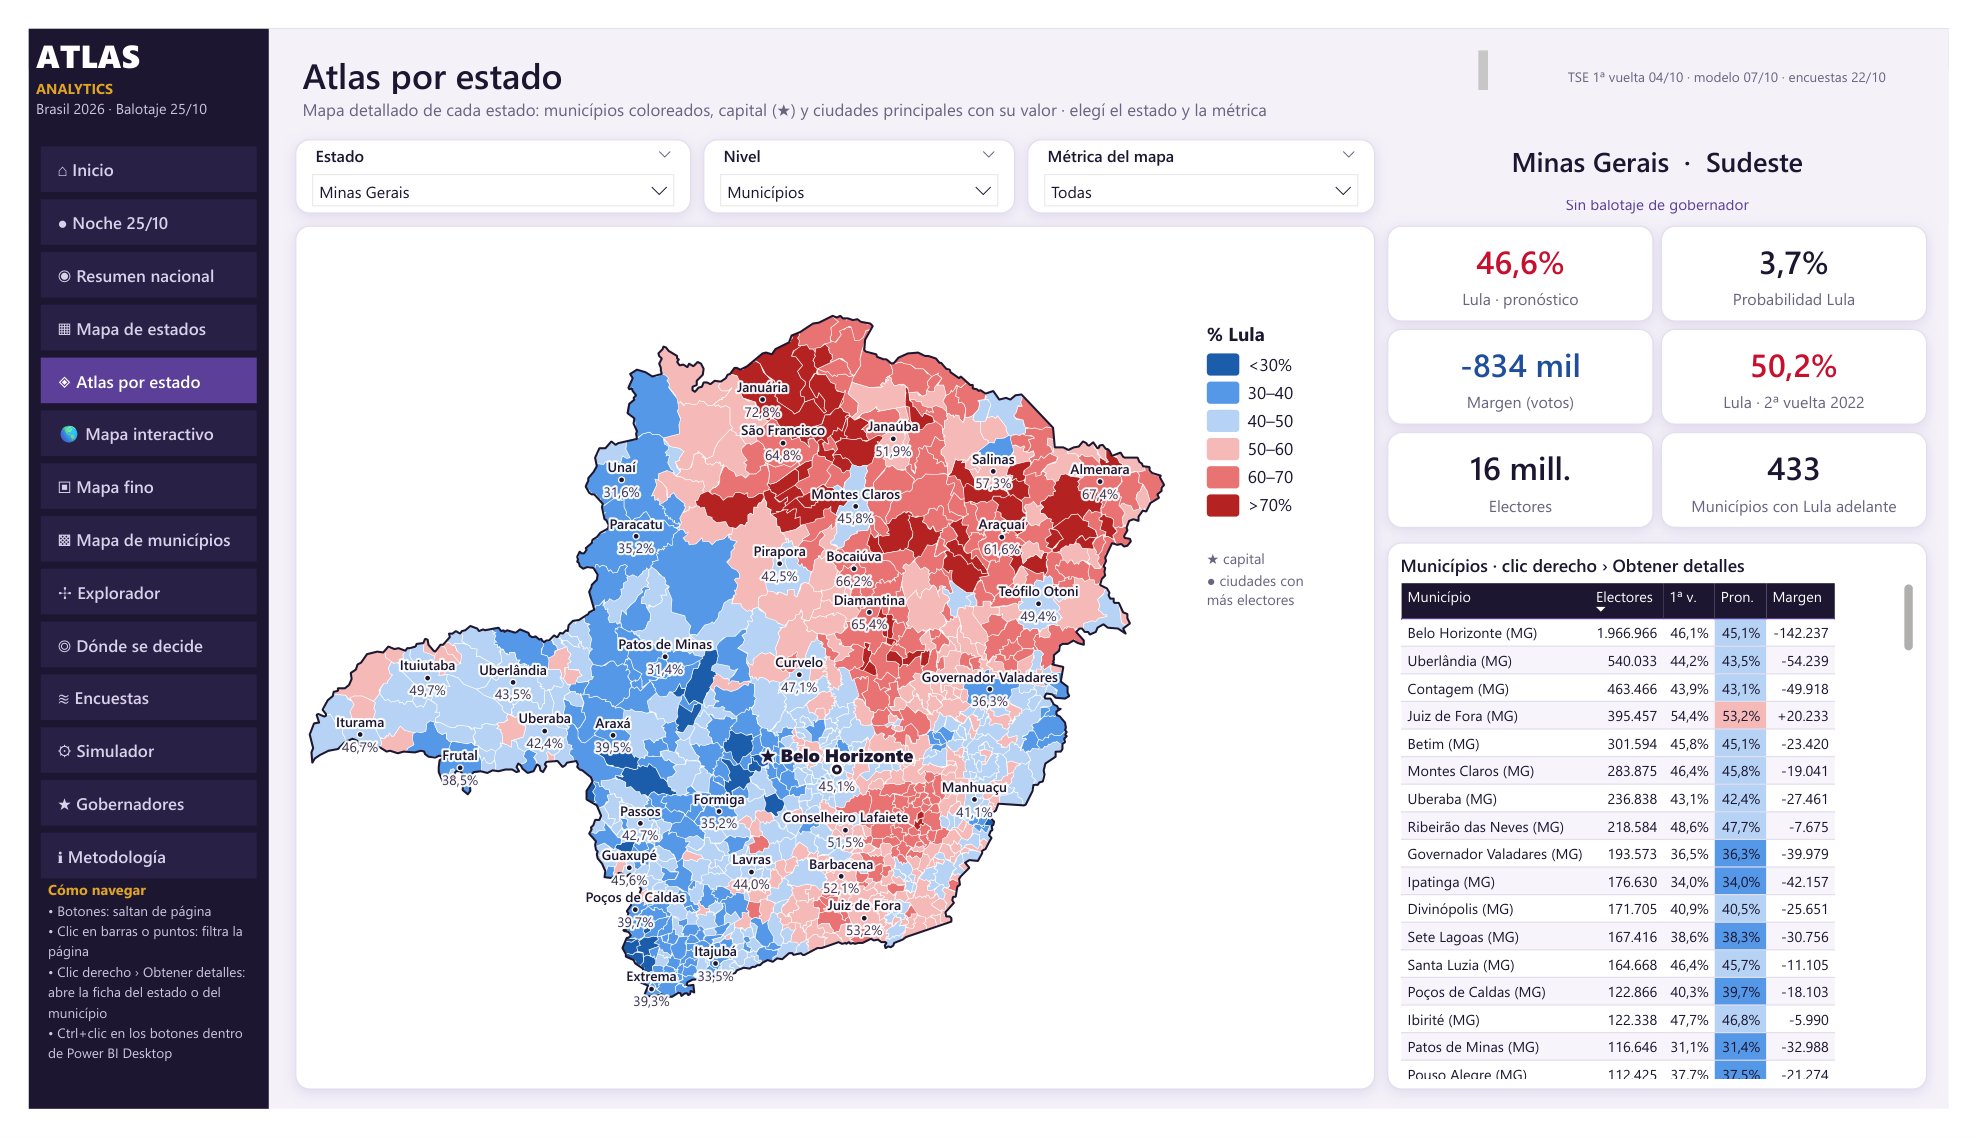 ATLAS
ANALYTICS
Brasil 2026 · Balotaje 25/10
⌂ Inicio
● Noche 25/10
◉ Resumen nacional
▦ Mapa de estados
◈ Atlas por estado
🌎 Mapa interactivo
▣ Mapa fino
▩ Mapa de municípios
✢ Explorador
◎ Dónde se decide
≋ Encuestas
⚙ Simulador
★ Gobernadores
ℹ Metodología
Cómo navegar
• Botones: saltan de página
• Clic en barras o puntos: filtra la
página
• Clic derecho › Obtener detalles:
abre la ficha del estado o del
município
• Ctrl+clic en los botones dentro
de Power BI Desktop
Atlas por estado
Mapa detallado de cada estado: municípios coloreados, capital (★) y ciudades principales con su valor · elegí el estado y la métrica
TSE 1ª vuelta 04/10 · modelo 07/10 · encuestas 22/10
Estado
Minas Gerais
Nivel
Municípios
Métrica del mapa
Todas
Januária
72,8%
São Francisco
64,8%
Janaúba
51,9%
Unaí
31,6%
Salinas
57,3%
Almenara
67,4%
Montes Claros
45,8%
Paracatu
35,2%
Araçuaí
61,6%
Pirapora
42,5%
Bocaiúva
66,2%
Diamantina
65,4%
Teófilo Otoni
49,4%
Patos de Minas
31,4%
Ituiutaba
49,7%
Uberlândia
43,5%
Curvelo
47,1%
Governador Valadares
36,3%
Iturama
46,7%
Uberaba
42,4%
Araxá
39,5%
Frutal
38,5%
★ Belo Horizonte
45,1%
Manhuaçu
41,1%
Formiga
35,2%
Passos
42,7%
Conselheiro Lafaiete
51,5%
Guaxupé
45,6%
Lavras
44,0%
Barbacena
52,1%
Poços de Caldas
39,7%
Juiz de Fora
53,2%
Itajubá
33,5%
Extrema
39,3%
% Lula
<30%
30–40
40–50
50–60
60–70
>70%
★ capital
● ciudades con
más electores
Minas Gerais · Sudeste
Sin balotaje de gobernador
46,6%
Lula · pronóstico
3,7%
Probabilidad Lula
-834 mil
Margen (votos)
50,2%
Lula · 2ª vuelta 2022
16 mill.
Electores
433
Municípios con Lula adelante
Municípios · clic derecho › Obtener detalles
Município Electores 1ª v. Pron. Margen
Belo Horizonte (MG) 1.966.966 46,1% 45,1% -142.237
Uberlândia (MG) 540.033 44,2% 43,5% -54.239
Contagem (MG) 463.466 43,9% 43,1% -49.918
Juiz de Fora (MG) 395.457 54,4% 53,2% +20.233
Betim (MG) 301.594 45,8% 45,1% -23.420
Montes Claros (MG) 283.875 46,4% 45,8% -19.041
Uberaba (MG) 236.838 43,1% 42,4% -27.461
Ribeirão das Neves (MG) 218.584 48,6% 47,7% -7.675
Governador Valadares (MG) 193.573 36,5% 36,3% -39.979
Ipatinga (MG) 176.630 34,0% 34,0% -42.157
Divinópolis (MG) 171.705 40,9% 40,5% -25.651
Sete Lagoas (MG) 167.416 38,6% 38,3% -30.756
Santa Luzia (MG) 164.668 46,4% 45,7% -11.105
Poços de Caldas (MG) 122.866 40,3% 39,7% -18.103
Ibirité (MG) 122.338 47,7% 46,8% -5.990
Patos de Minas (MG) 116.646 31,1% 31,4% -32.988
Pouso Alegre (MG) 112.425 37,7% 37,5% -21.274